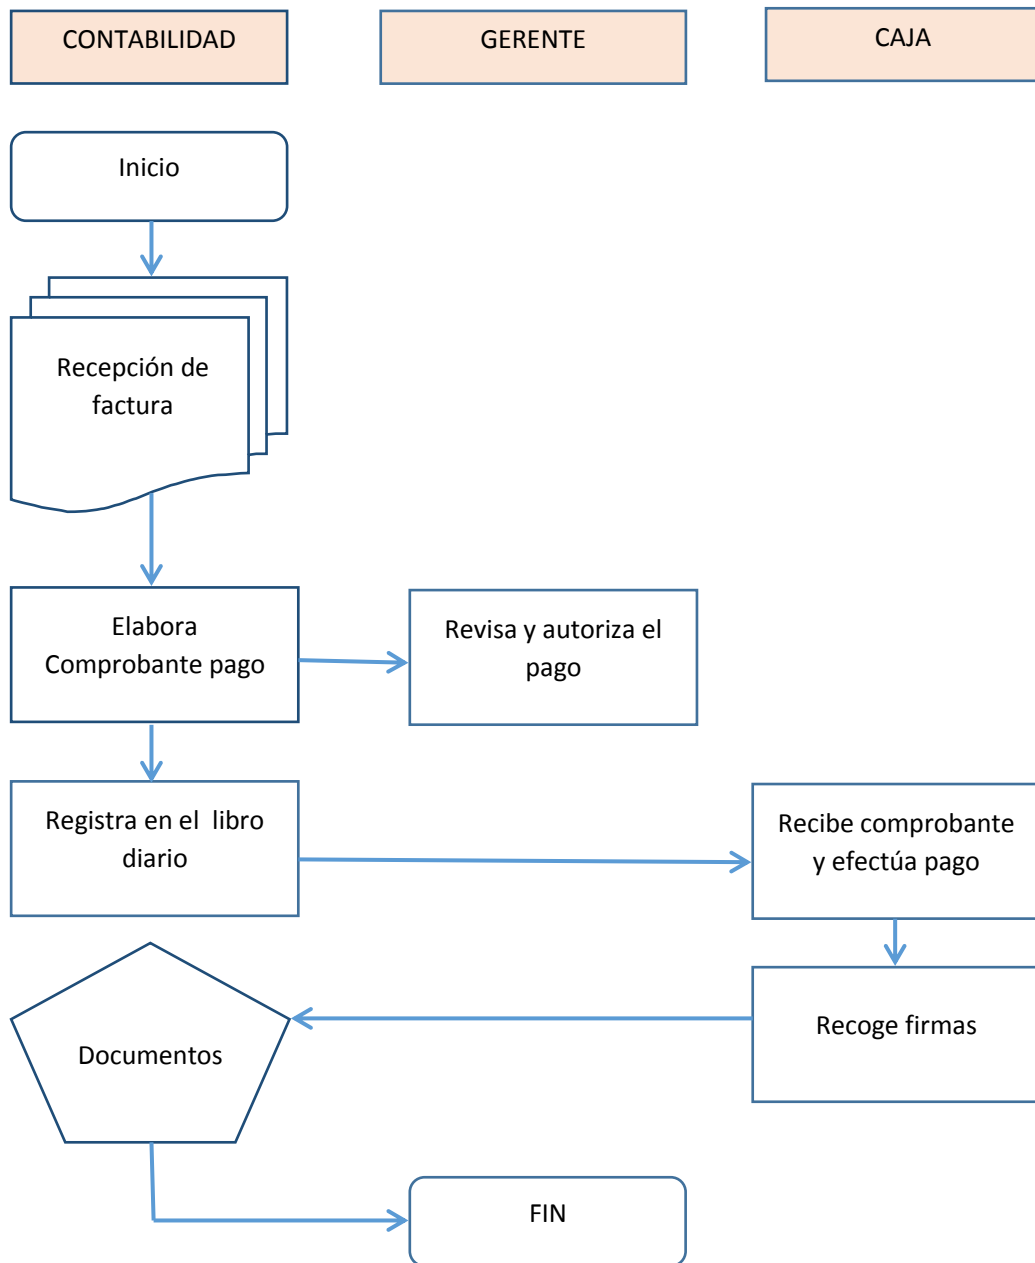 CONTABILIDAD
GERENTE
CAJA
Inicio
Recepción de
factura
Elabora
Comprobante pago
Revisa y autoriza el
pago
Registra en el libro
diario
Recibe comprobante
y efectúa pago
Documentos
Recoge firmas
FIN